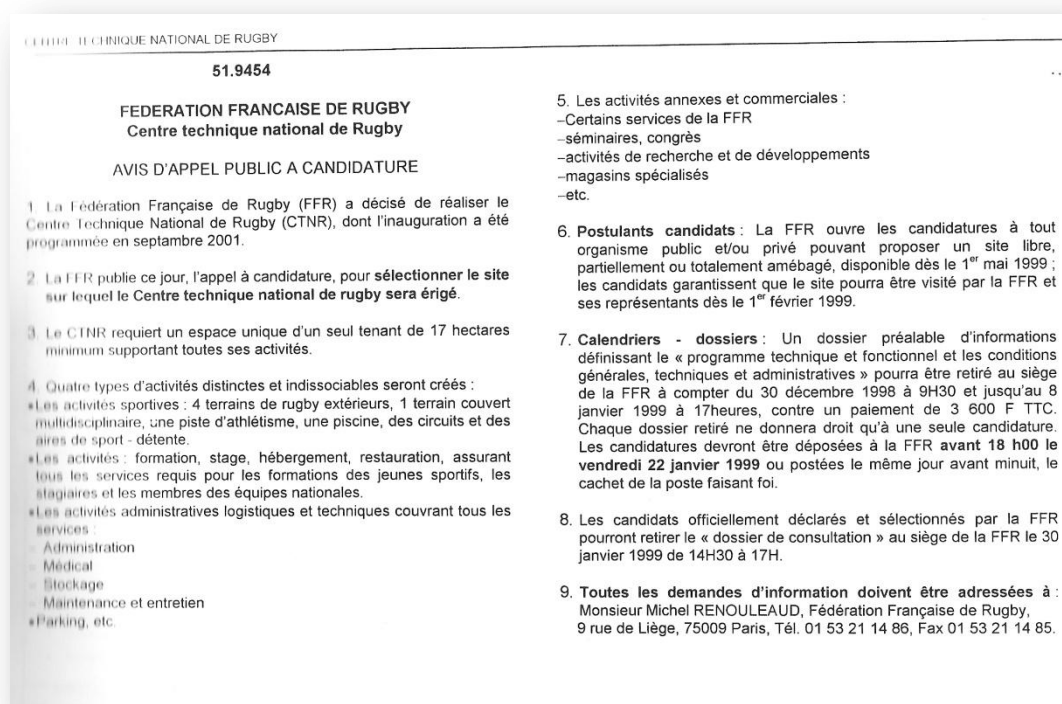 CENTRE TECHNIQUE NATIONAL DE RUGBY
51.9454
FEDERATION FRANCAISE DE RUGBY
Centre technique national de Rugby
AVIS D'APPEL PUBLIC A CANDIDATURE
1. La Fédération Française de Rugby (FFR) a décisé de réaliser le
Centre Technique National de Rugby (CTNR), dont l'inauguration a été
programmée en septembre 2001.
2. La FFR publie ce jour, l'appel à candidature, pour sélectionner le site
sur lequel le Centre technique national de rugby sera érigé.
3. Le CTNR requiert un espace unique d'un seul tenant de 17 hectares
minimum supportant toutes ses activités.
4. Quatre types d'activités distinctes et indissociables seront créés :
•Les activités sportives : 4 terrains de rugby extérieurs, 1 terrain couvert
multidisciplinaire, une piste d'athlétisme, une piscine, des circuits et des
aires de sport - détente.
•Les activités : formation, stage, hébergement, restauration, assurant
tous les services requis pour les formations des jeunes sportifs, les
stagiaires et les membres des équipes nationales.
•Les activités administratives logistiques et techniques couvrant tous les
services :
- Administration
- Médical
- Stockage
- Maintenance et entretien
•Parking, etc.
5. Les activités annexes et commerciales :
–Certains services de la FFR
–séminaires, congrès
–activités de recherche et de développements
–magasins spécialisés
–etc.
6. Postulants candidats : La FFR ouvre les candidatures à tout
organisme public et/ou privé pouvant proposer un site libre,
partiellement ou totalement amébagé, disponible dès le 1er mai 1999 ;
les candidats garantissent que le site pourra être visité par la FFR et
ses représentants dès le 1er février 1999.
7. Calendriers - dossiers : Un dossier préalable d'informations
définissant le « programme technique et fonctionnel et les conditions
générales, techniques et administratives » pourra être retiré au siège
de la FFR à compter du 30 décembre 1998 à 9H30 et jusqu'au 8
janvier 1999 à 17heures, contre un paiement de 3 600 F TTC.
Chaque dossier retiré ne donnera droit qu'à une seule candidature.
Les candidatures devront être déposées à la FFR avant 18 h00 le
vendredi 22 janvier 1999 ou postées le même jour avant minuit, le
cachet de la poste faisant foi.
8. Les candidats officiellement déclarés et sélectionnés par la FFR
pourront retirer le « dossier de consultation » au siège de la FFR le 30
janvier 1999 de 14H30 à 17H.
9. Toutes les demandes d'information doivent être adressées à :
Monsieur Michel RENOULEAUD, Fédération Française de Rugby,
9 rue de Liège, 75009 Paris, Tél. 01 53 21 14 86, Fax 01 53 21 14 85.